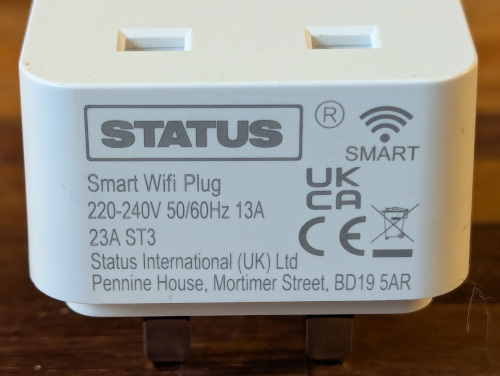 STATUS ®
SMART
Smart Wifi Plug
UK
CA
220-240V 50/60Hz 13A
23A ST3
CE
Status International (UK) Ltd
Pennine House, Mortimer Street, BD19 5AR